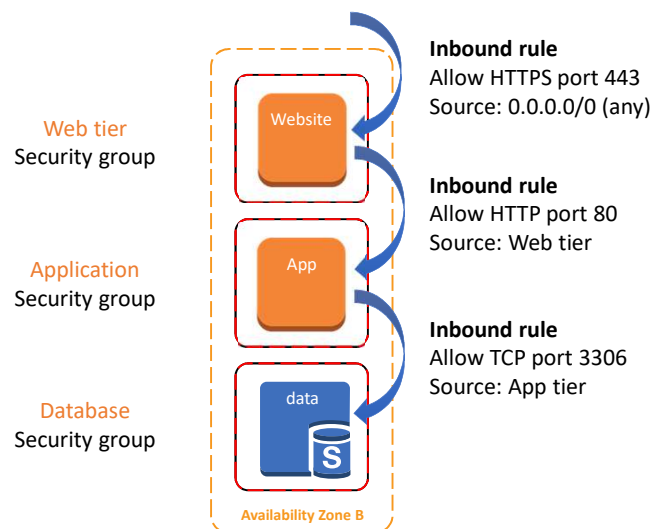 Inbound rule
Allow HTTPS port 443
Source: 0.0.0.0/0 (any)
Website
Web tier
Security group
Inbound rule
Allow HTTP port 80
Source: Web tier
App
Application
Security group
Inbound rule
Allow TCP port 3306
Source: App tier
data
S
Database
Security group
Availability Zone B